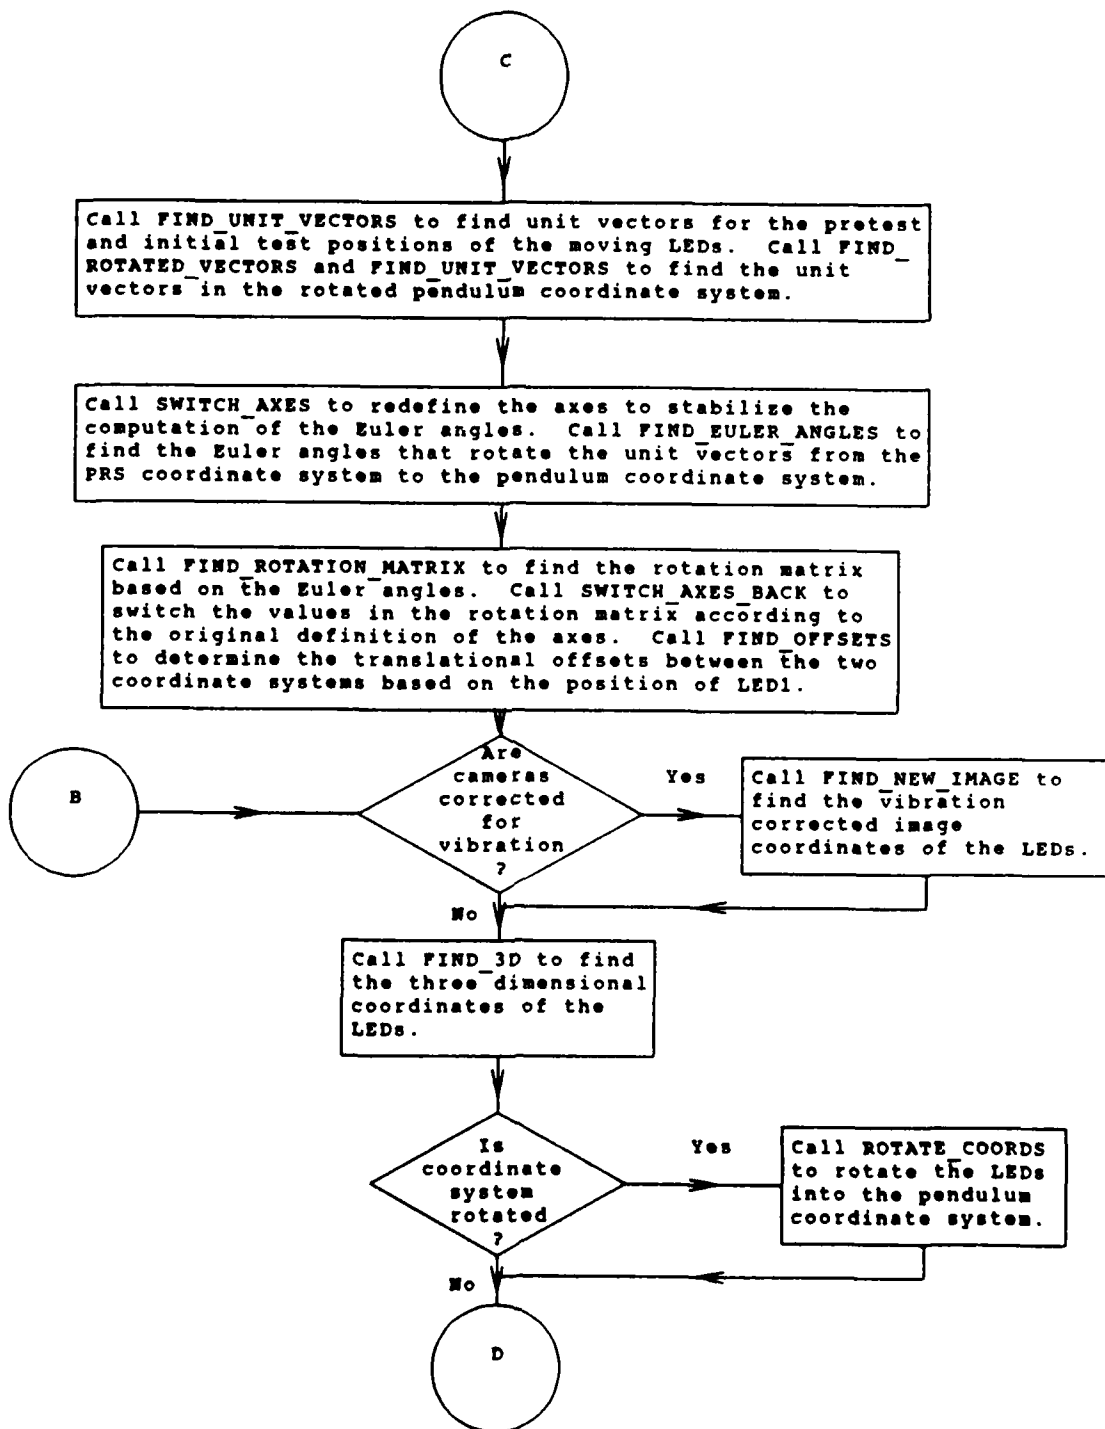 C
Call FIND_UNIT_VECTORS to find unit vectors for the pretest
and initial test positions of the moving LEDs. Call FIND_
ROTATED_VECTORS and FIND_UNIT_VECTORS to find the unit
vectors in the rotated pendulum coordinate system.
Call SWITCH_AXES to redefine the axes to stabilize the
computation of the Euler angles. Call FIND_EULER_ANGLES to
find the Euler angles that rotate the unit vectors from the
PRS coordinate system to the pendulum coordinate system.
Call FIND_ROTATION_MATRIX to find the rotation matrix
based on the Euler angles. Call SWITCH_AXES_BACK to
switch the values in the rotation matrix according to
the original definition of the axes. Call FIND_OFFSETS
to determine the translational offsets between the two
coordinate systems based on the position of LED1.
B
Are
cameras
corrected
for
vibration
?
Yes
Call FIND_NEW_IMAGE to
find the vibration
corrected image
coordinates of the LEDs.
No
Call FIND_3D to find
the three dimensional
coordinates of the
LEDs.
Is
coordinate
system
rotated
?
Yes
Call ROTATE_COORDS
to rotate the LEDs
into the pendulum
coordinate system.
No
D